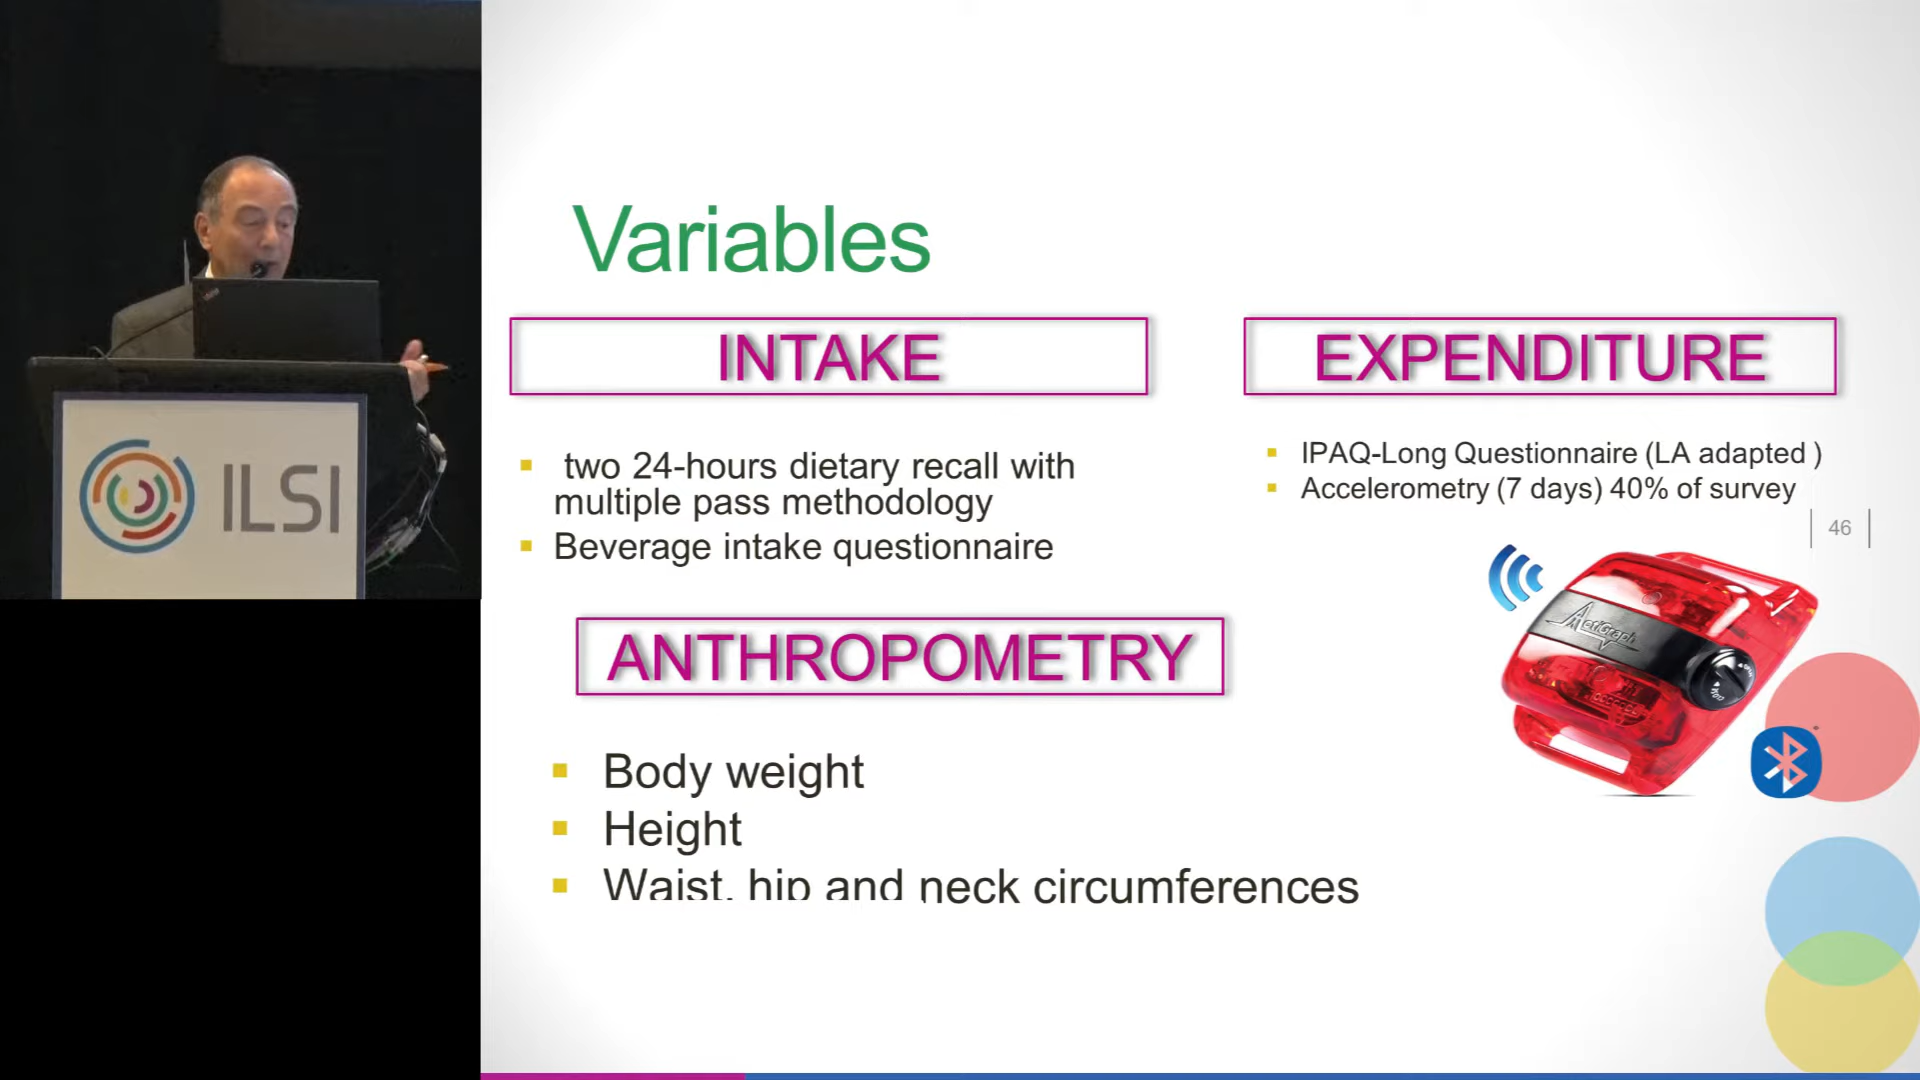 Variables
INTAKE
EXPENDITURE
▪ two 24-hours dietary recall with
multiple pass methodology
▪ Beverage intake questionnaire
▪ IPAQ-Long Questionnaire (LA adapted )
▪ Accelerometry (7 days) 40% of survey
46
ActiGraph
ANTHROPOMETRY
▪ Body weight
▪ Height
▪ Waist, hip and neck circumferences
ILSI